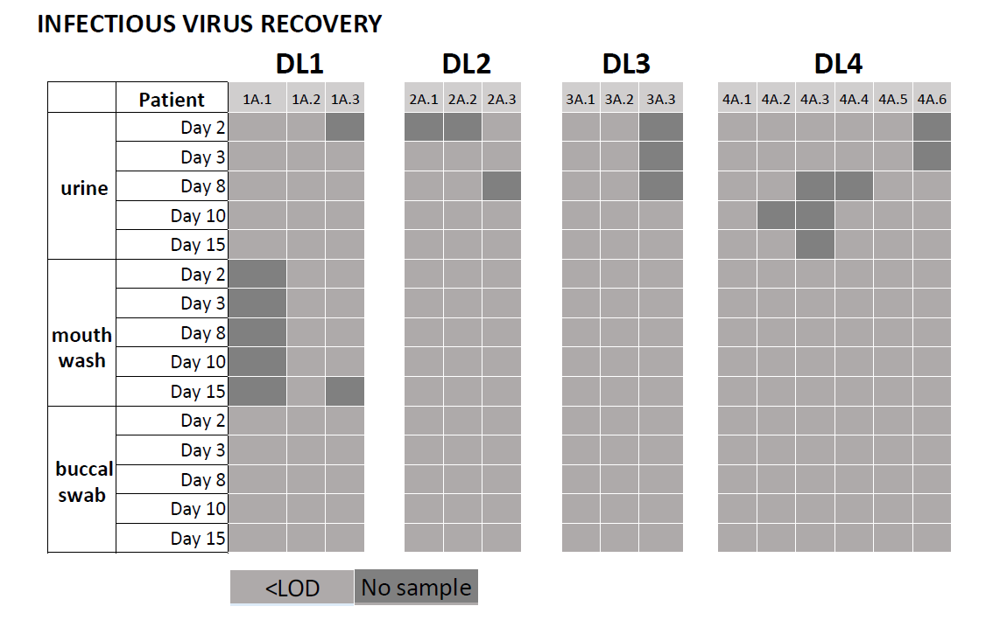 INFECTIOUS VIRUS RECOVERY
DL1 DL2 DL3 DL4
Patient 1A.1 1A.2 1A.3 2A.1 2A.2 2A.3 3A.1 3A.2 3A.3 4A.1 4A.2 4A.3 4A.4 4A.5 4A.6
urine
Day 2
Day 3
Day 8
Day 10
Day 15
mouth
wash
Day 2
Day 3
Day 8
Day 10
Day 15
buccal
swab
Day 2
Day 3
Day 8
Day 10
Day 15
<LOD No sample